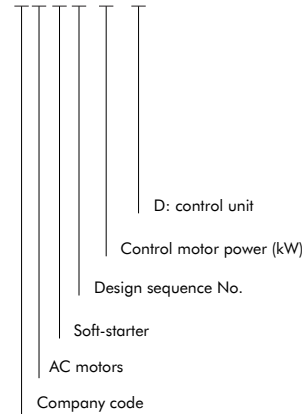 D: control unit
Control motor power (kW)
Design sequence No.
Soft-starter
AC motors
Company code